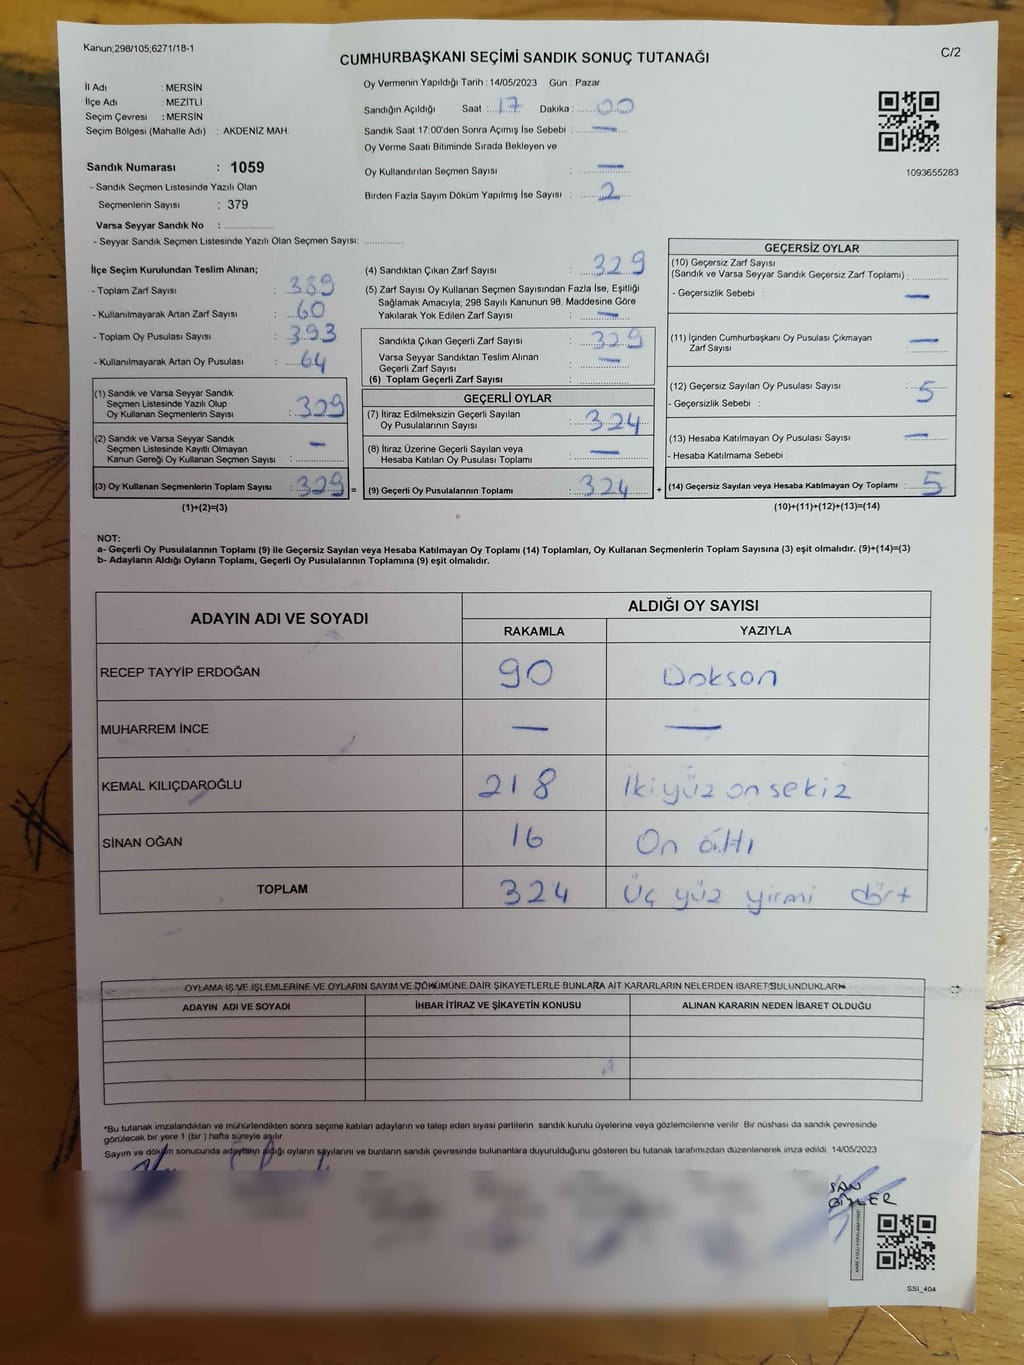 Kanun;298/105;6271/18-1
C/2
CUMHURBAŞKANI SEÇİMİ SANDIK SONUÇ TUTANAĞI
İl Adı : MERSİN
İlçe Adı : MEZİTLİ
Seçim Çevresi : MERSİN
Seçim Bölgesi (Mahalle Adı) : AKDENİZ MAH.
Sandık Numarası : 1059
- Sandık Seçmen Listesinde Yazılı Olan
Seçmenlerin Sayısı : 379
Varsa Seyyar Sandık No :
- Seyyar Sandık Seçmen Listesinde Yazılı Olan Seçmen Sayısı:
Oy Vermenin Yapıldığı Tarih : 14/05/2023 Gün : Pazar
Sandığın Açıldığı Saat : 17 Dakika : 00
Sandık Saat 17:00'den Sonra Açımış İse Sebebi : —
Oy Verme Saati Bitiminde Sırada Bekleyen ve
Oy Kullandırılan Seçmen Sayısı : —
Birden Fazla Sayım Döküm Yapılmış İse Sayısı : 2
1093655283
İlçe Seçim Kurulundan Teslim Alınan;
- Toplam Zarf Sayısı : 389
- Kullanılmayarak Artan Zarf Sayısı : 60
- Toplam Oy Pusulası Sayısı : 393
- Kullanılmayarak Artan Oy Pusulası : 64
(1) Sandık ve Varsa Seyyar Sandık
Seçmen Listesinde Yazılı Olup
Oy Kullanan Seçmenlerin Sayısı : 329
(2) Sandık ve Varsa Seyyar Sandık
Seçmen Listesinde Kayıtlı Olmayan
Kanun Gereği Oy Kullanan Seçmen Sayısı : —
(3) Oy Kullanan Seçmenlerin Toplam Sayısı : 329 =
(1)+(2)=(3)
(4) Sandıktan Çıkan Zarf Sayısı : 329
(5) Zarf Sayısı Oy Kullanan Seçmen Sayısından Fazla İse, Eşitliği
Sağlamak Amacıyla; 298 Sayılı Kanunun 98. Maddesine Göre
Yakılarak Yok Edilen Zarf Sayısı : —
Sandıkta Çıkan Geçerli Zarf Sayısı : 329
Varsa Seyyar Sandıktan Teslim Alınan
Geçerli Zarf Sayısı : —
(6) Toplam Geçerli Zarf Sayısı :
GEÇERLİ OYLAR
(7) İtiraz Edilmeksizin Geçerli Sayılan
Oy Pusulalarının Sayısı : 324
(8) İtiraz Üzerine Geçerli Sayılan veya
Hesaba Katılan Oy Pusulası Toplamı : —
(9) Geçerli Oy Pusulalarının Toplamı : 324 +
GEÇERSİZ OYLAR
(10) Geçersiz Zarf Sayısı
(Sandık ve Varsa Seyyar Sandık Geçersiz Zarf Toplamı) :
- Geçersizlik Sebebi : —
(11) İçinden Cumhurbaşkanı Oy Pusulası Çıkmayan
Zarf Sayısı : —
(12) Geçersiz Sayılan Oy Pusulası Sayısı : 5
- Geçersizlik Sebebi :
(13) Hesaba Katılmayan Oy Pusulası Sayısı : —
- Hesaba Katılmama Sebebi :
(14) Geçersiz Sayılan veya Hesaba Katılmayan Oy Toplamı : 5
(10)+(11)+(12)+(13)=(14)
NOT:
a- Geçerli Oy Pusulalarının Toplamı (9) ile Geçersiz Sayılan veya Hesaba Katılmayan Oy Toplamı (14) Toplamları, Oy Kullanan Seçmenlerin Toplam Sayısına (3) eşit olmalıdır. (9)+(14)=(3)
b- Adayların Aldığı Oyların Toplamı, Geçerli Oy Pusulalarının Toplamına (9) eşit olmalıdır.
ADAYIN ADI VE SOYADI
ALDIĞI OY SAYISI
RAKAMLA YAZIYLA
RECEP TAYYİP ERDOĞAN 90 Doksan
MUHARREM İNCE — —
KEMAL KILIÇDAROĞLU 218 İki yüz on sekiz
SİNAN OĞAN 16 On altı
TOPLAM 324 Üç yüz yirmi dört
OYLAMA İŞ VE İŞLEMLERİNE VE OYLARIN SAYIM VE DÖKÜMÜNE DAİR ŞİKAYETLERLE BUNLARA AİT KARARLARIN NELERDEN İBARET BULUNDUKLARI
ADAYIN ADI VE SOYADI İHBAR İTİRAZ VE ŞİKAYETİN KONUSU ALINAN KARARIN NEDEN İBARET OLDUĞU
*Bu tutanak imzalandıktan ve mühürlendikten sonra seçime katılan adayların ve talep eden siyasi partilerin sandık kurulu üyelerine veya gözlemcilerine verilir. Bir nüshası da sandık çevresinde
görülecek bir yere 1 (bir) hafta süreyle asılır.
Sayım ve döküm sonucunda adayların aldığı oyların sayılarını ve bunların sandık çevresinde bulunanlara duyurulduğunu gösteren bu tutanak tarafımızdan düzenlenerek imza edildi. 14/05/2023
SSI_404